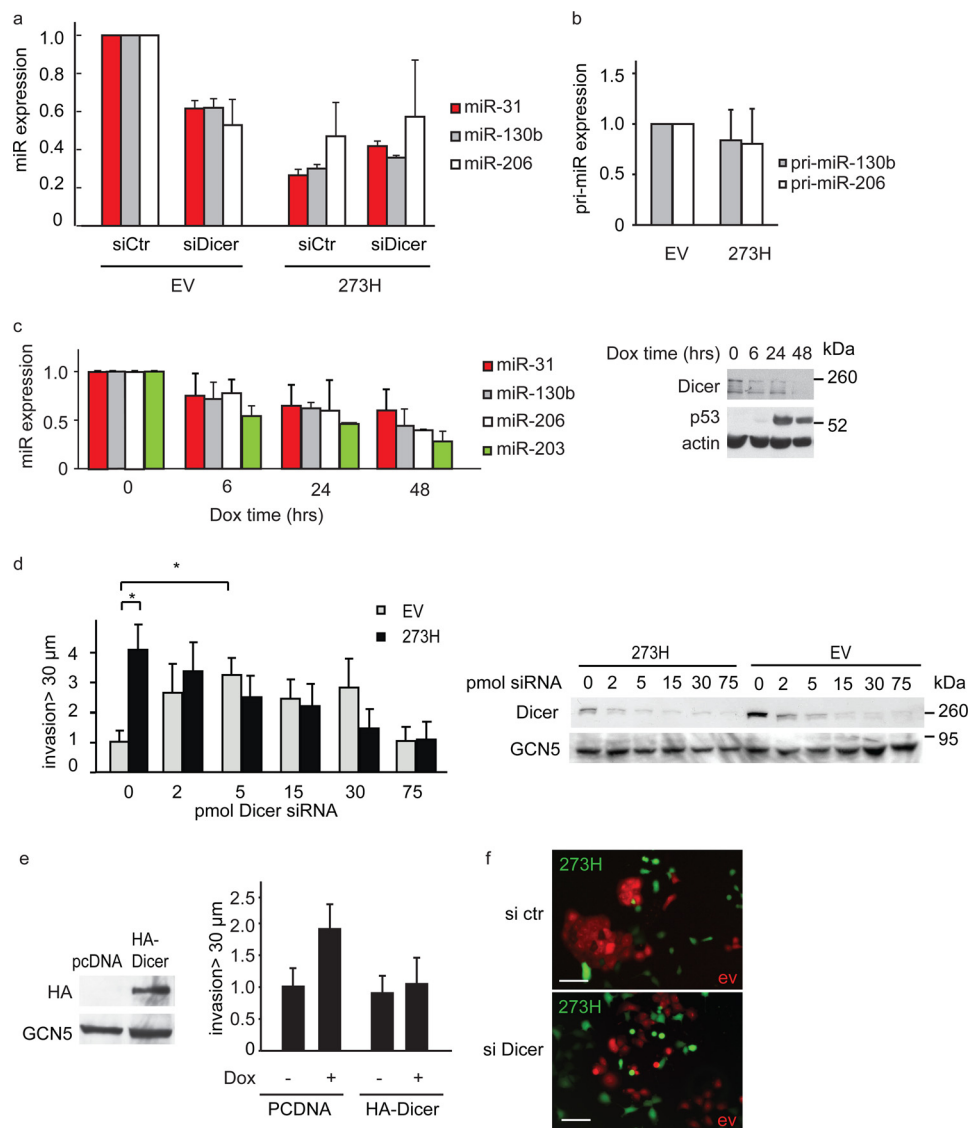 a
miR expression
1.0
0.8
0.6
0.4
0.2
0
siCtr siDicer siCtr siDicer
EV 273H
miR-31
miR-130b
miR-206
b
pri-miR expression
1.5
1.0
0.5
0
EV 273H
pri-miR-130b
pri-miR-206
c
miR expression
1.0
0.5
0
0 6 24 48
Dox time (hrs)
miR-31
miR-130b
miR-206
miR-203
Dox time (hrs) 0 6 24 48 kDa
Dicer 260
p53 52
actin
d
invasion> 30 µm
4
3
2
1
0
*
*
EV
273H
0 2 5 15 30 75
pmol Dicer siRNA
273H EV
pmol siRNA 0 2 5 15 30 75 0 2 5 15 30 75 kDa
Dicer 260
95
GCN5
e
pcDNA HA-
Dicer
HA
GCN5
invasion> 30 µm
2.5
2.0
1.5
1.0
0
Dox - + - +
PCDNA HA-Dicer
f
si ctr
273H
ev
si Dicer
273H
ev